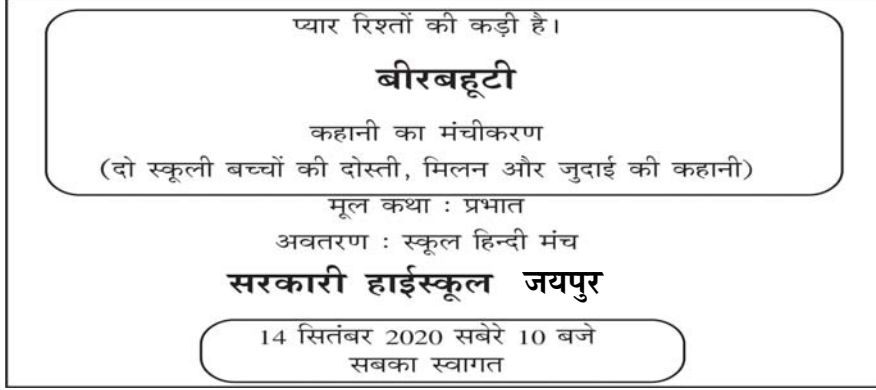 प्यार रिश्तों की कड़ी है।
बीरबहूटी
कहानी का मंचीकरण
(दो स्कूली बच्चों की दोस्ती, मिलन और जुदाई की कहानी)
मूल कथा : प्रभात
अवतरण : स्कूल हिन्दी मंच
सरकारी हाईस्कूल जयपुर
14 सितंबर 2020 सबेरे 10 बजे
सबका स्वागत